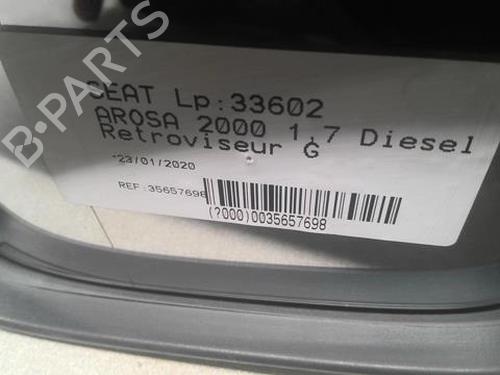 B-PARTS
SEAT Lp:33602
AROSA 2000 1,7 Diesel
Retroviseur G
*23/01/2020
REF:35657698
(?000)0035657698